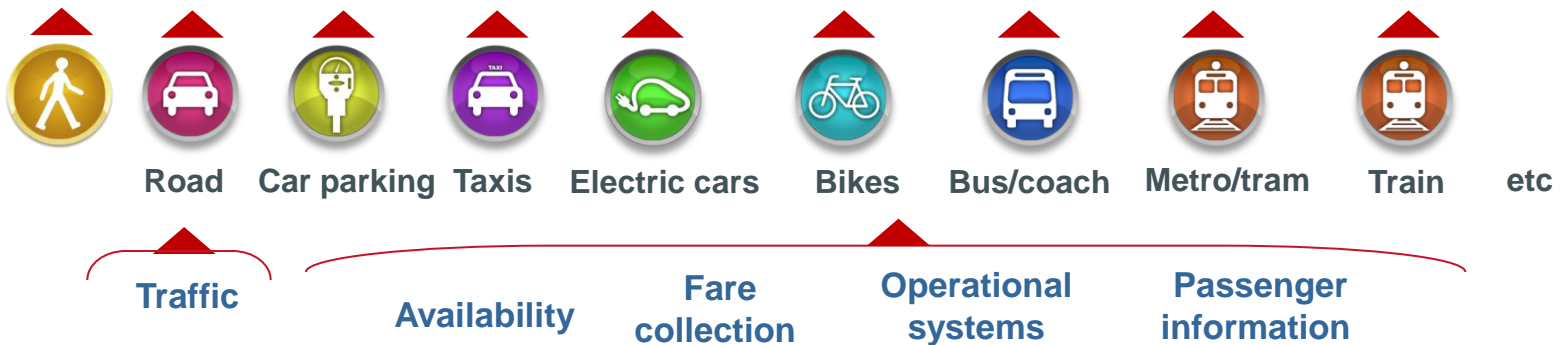 TAXI
Road Car parking Taxis Electric cars Bikes Bus/coach Metro/tram Train etc
Traffic
Availability
Fare
collection
Operational
systems
Passenger
information